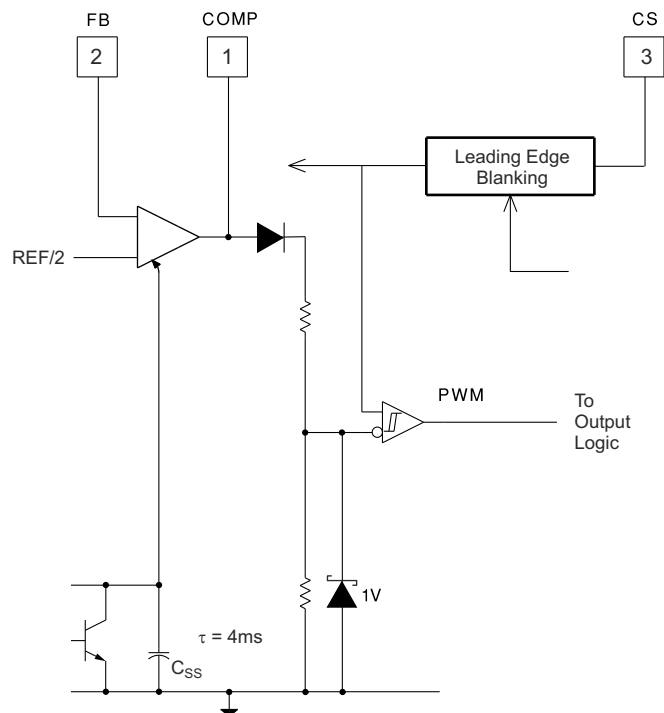 FB
COMP
CS
2
1
3
Leading Edge
Blanking
REF/2
PWM
To
Output
Logic
1V
τ = 4ms
CSS